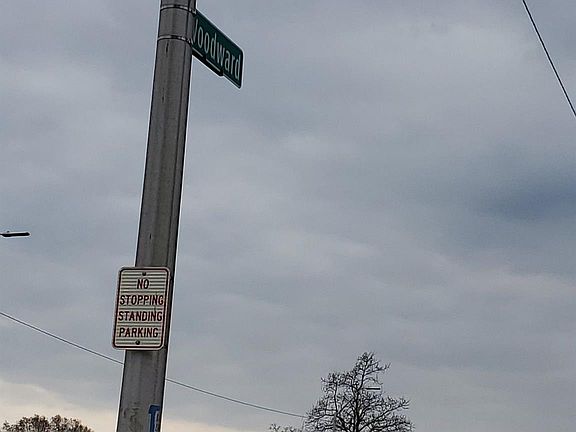 Woodward
NO
STOPPING
STANDING
PARKING